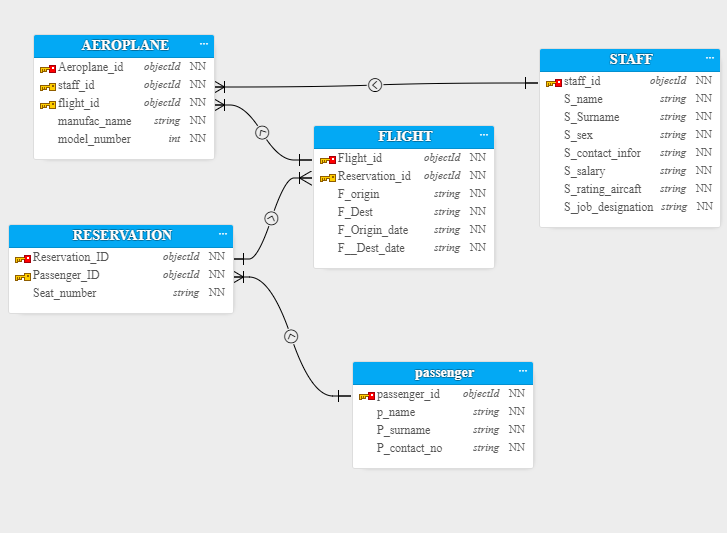 AEROPLANE ...
Aeroplane_id objectId NN
staff_id objectId NN
flight_id objectId NN
manufac_name string NN
model_number int NN
STAFF ...
staff_id objectId NN
S_name string NN
S_Surname string NN
S_sex string NN
S_contact_infor string NN
S_salary string NN
S_rating_aircaft string NN
S_job_designation string NN
FLIGHT ...
Flight_id objectId NN
Reservation_id objectId NN
F_origin string NN
F_Dest string NN
F_Origin_date string NN
F__Dest_date string NN
RESERVATION ...
Reservation_ID objectId NN
Passenger_ID objectId NN
Seat_number string NN
passenger ...
passenger_id objectId NN
p_name string NN
P_surname string NN
P_contact_no string NN